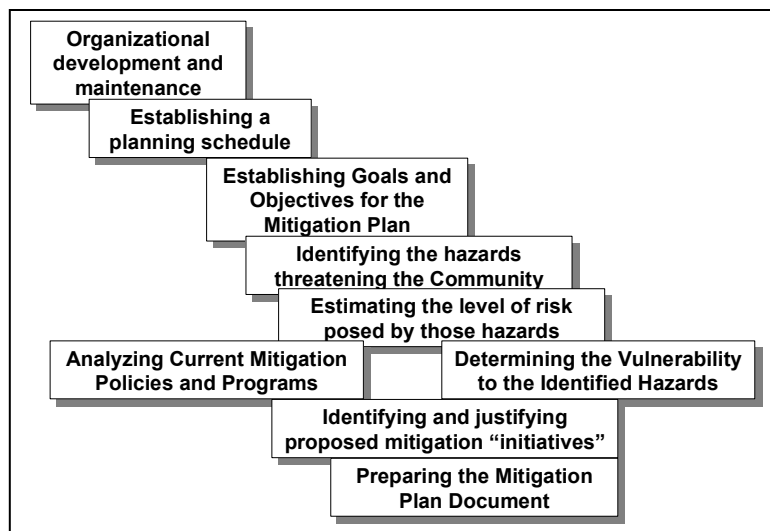 Organizational
development and
maintenance
Establishing a
planning schedule
Establishing Goals and
Objectives for the
Mitigation Plan
Identifying the hazards
threatening the Community
Estimating the level of risk
posed by those hazards
Analyzing Current Mitigation
Policies and Programs
Determining the Vulnerability
to the Identified Hazards
Identifying and justifying
proposed mitigation “initiatives”
Preparing the Mitigation
Plan Document